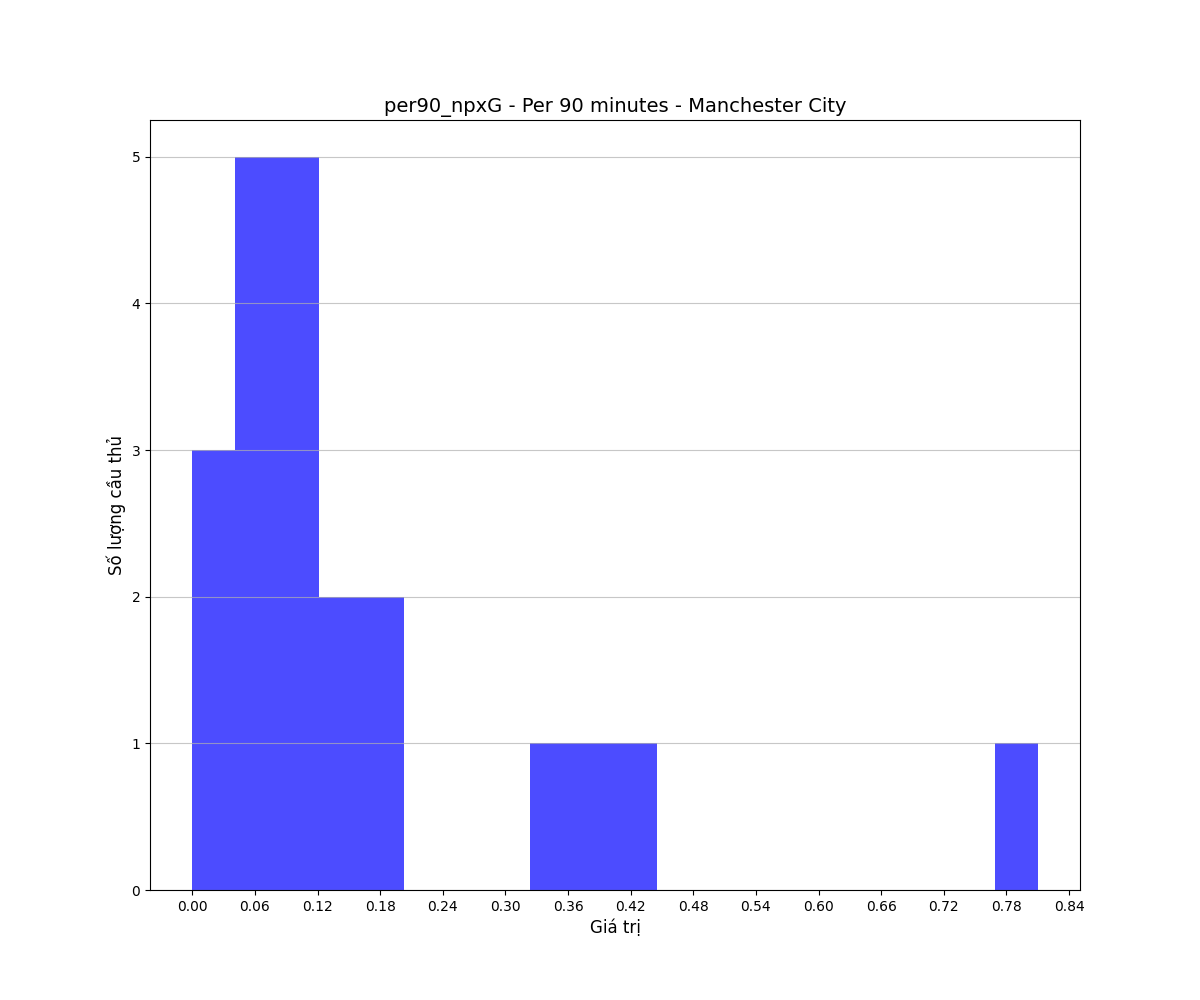 per90_npxG - Per 90 minutes - Manchester City
5
4
3
2
1
0
Số lượng cầu thủ
0.00 0.06 0.12 0.18 0.24 0.30 0.36 0.42 0.48 0.54 0.60 0.66 0.72 0.78 0.84
Giá trị